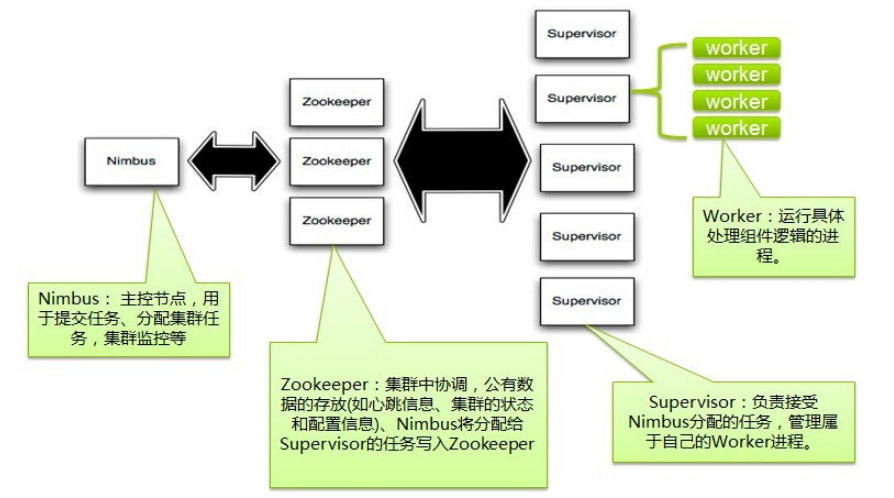 Nimbus
Zookeeper
Zookeeper
Zookeeper
Supervisor
Supervisor
Supervisor
Supervisor
Supervisor
worker
worker
worker
worker
Worker：运行具体
处理组件逻辑的进
程。
Nimbus： 主控节点，用
于提交任务、分配集群任
务，集群监控等
Zookeeper：集群中协调，公有数
据的存放(如心跳信息、集群的状态
和配置信息)、Nimbus将分配给
Supervisor的任务写入Zookeeper
Supervisor：负责接受
Nimbus分配的任务，管理属
于自己的Worker进程。